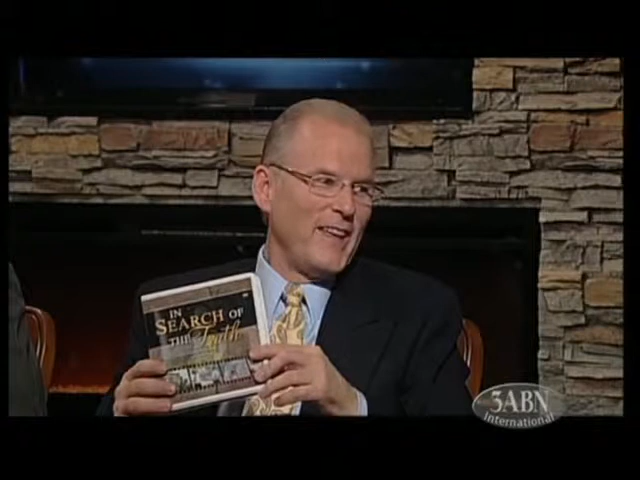 IN
SEARCH OF
THE Truth
3ABN
International